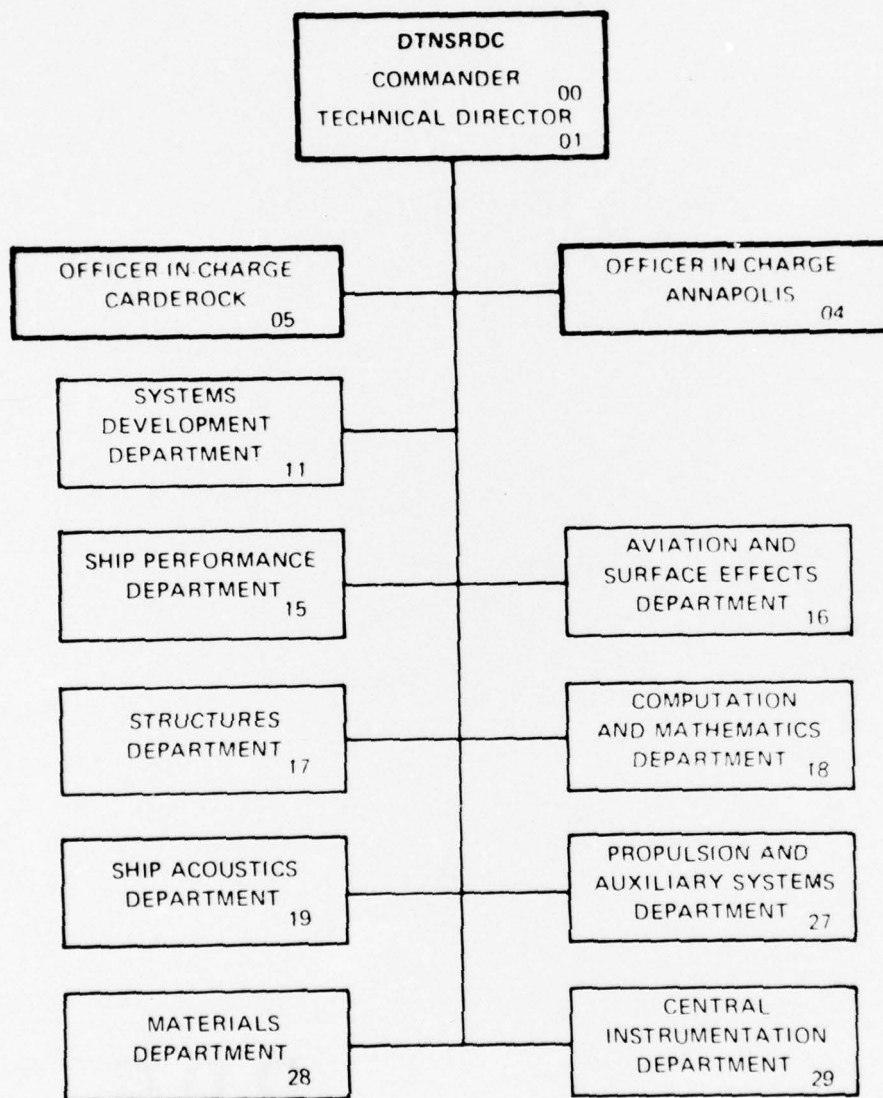 DTNSRDC
COMMANDER
00
TECHNICAL DIRECTOR
01
OFFICER IN CHARGE
CARDEROCK
05
OFFICER IN CHARGE
ANNAPOLIS
04
SYSTEMS
DEVELOPMENT
DEPARTMENT
11
SHIP PERFORMANCE
DEPARTMENT
15
AVIATION AND
SURFACE EFFECTS
DEPARTMENT
16
STRUCTURES
DEPARTMENT
17
COMPUTATION
AND MATHEMATICS
DEPARTMENT
18
SHIP ACOUSTICS
DEPARTMENT
19
PROPULSION AND
AUXILIARY SYSTEMS
DEPARTMENT
27
MATERIALS
DEPARTMENT
28
CENTRAL
INSTRUMENTATION
DEPARTMENT
29